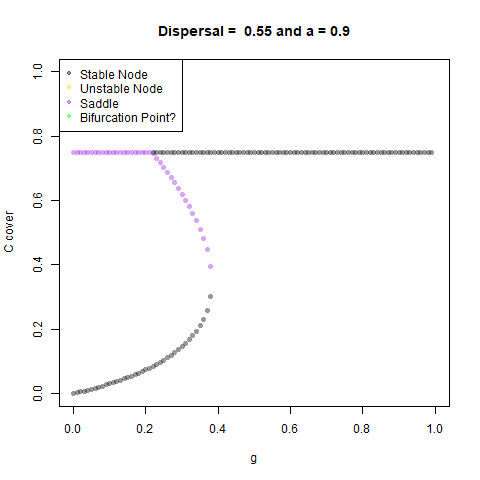 Dispersal =  0.55 and a = 0.9
Stable Node
Unstable Node
Saddle
Bifurcation Point?
C cover
1.0
0.8
0.6
0.4
0.2
0.0
0.0 0.2 0.4 0.6 0.8 1.0
g